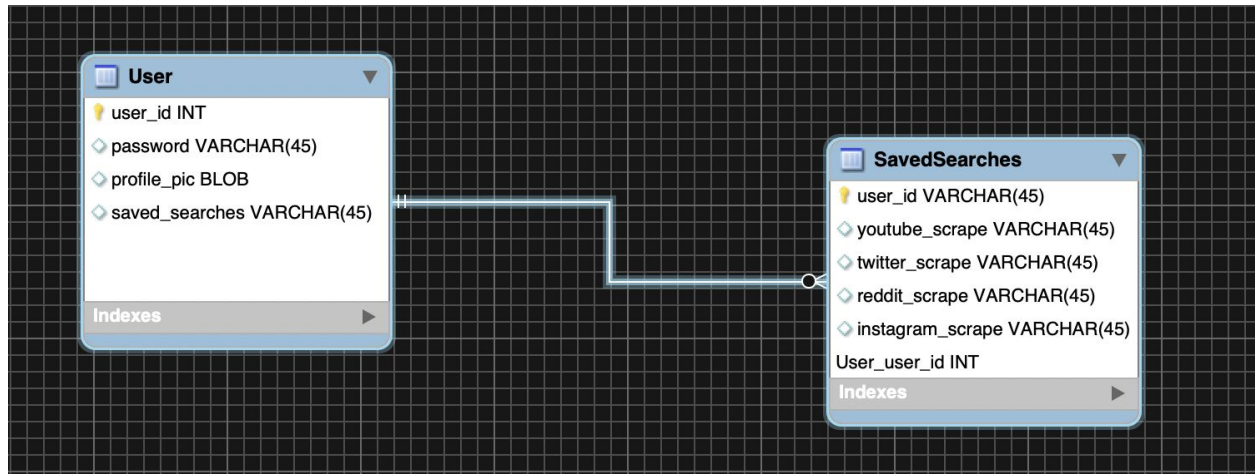 User
user_id INT
password VARCHAR(45)
profile_pic BLOB
saved_searches VARCHAR(45)
Indexes
SavedSearches
user_id VARCHAR(45)
youtube_scrape VARCHAR(45)
twitter_scrape VARCHAR(45)
reddit_scrape VARCHAR(45)
instagram_scrape VARCHAR(45)
User_user_id INT
Indexes